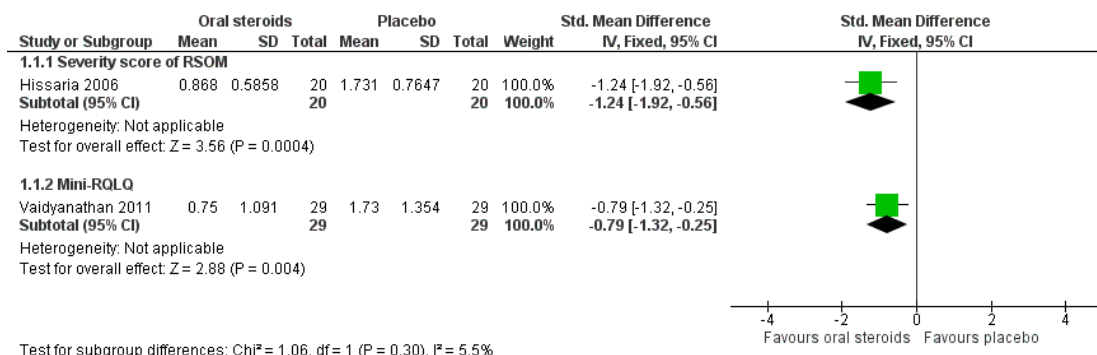 Oral steroids Placebo Std. Mean Difference Std. Mean Difference
Study or Subgroup Mean SD Total Mean SD Total Weight IV, Fixed, 95% CI IV, Fixed, 95% CI
1.1.1 Severity score of RSOM
Hissaria 2006 0.868 0.5858 20 1.731 0.7647 20 100.0% -1.24 [-1.92, -0.56]
Subtotal (95% CI) 20 20 100.0% -1.24 [-1.92, -0.56]
Heterogeneity: Not applicable
Test for overall effect: Z = 3.56 (P = 0.0004)
1.1.2 Mini-RQLQ
Vaidyanathan 2011 0.75 1.091 29 1.73 1.354 29 100.0% -0.79 [-1.32, -0.25]
Subtotal (95% CI) 29 29 100.0% -0.79 [-1.32, -0.25]
Heterogeneity: Not applicable
Test for overall effect: Z = 2.88 (P = 0.004)
-4 -2 0 2 4
Favours oral steroids Favours placebo
Test for subgroup differences: Chi² = 1.06, df = 1 (P = 0.30), I² = 5.5%